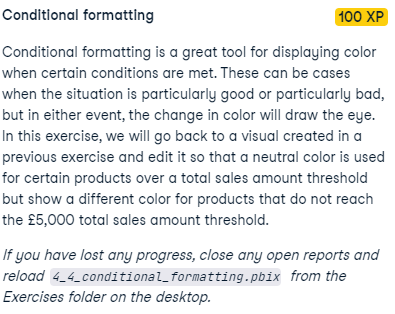 Conditional formatting
100 XP
Conditional formatting is a great tool for displaying color
when certain conditions are met. These can be cases
when the situation is particularly good or particularly bad,
but in either event, the change in color will draw the eye.
In this exercise, we will go back to a visual created in a
previous exercise and edit it so that a neutral color is used
for certain products over a total sales amount threshold
but show a different color for products that do not reach
the £5,000 total sales amount threshold.
If you have lost any progress, close any open reports and
reload 4_4_conditional_formatting.pbix from the
Exercises folder on the desktop.